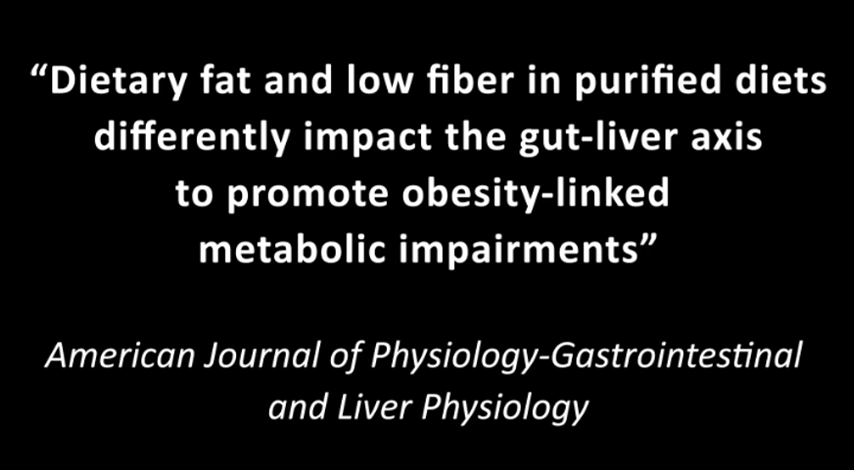 “Dietary fat and low fiber in purified diets
differently impact the gut-liver axis
to promote obesity-linked
metabolic impairments”
American Journal of Physiology-Gastrointestinal
and Liver Physiology